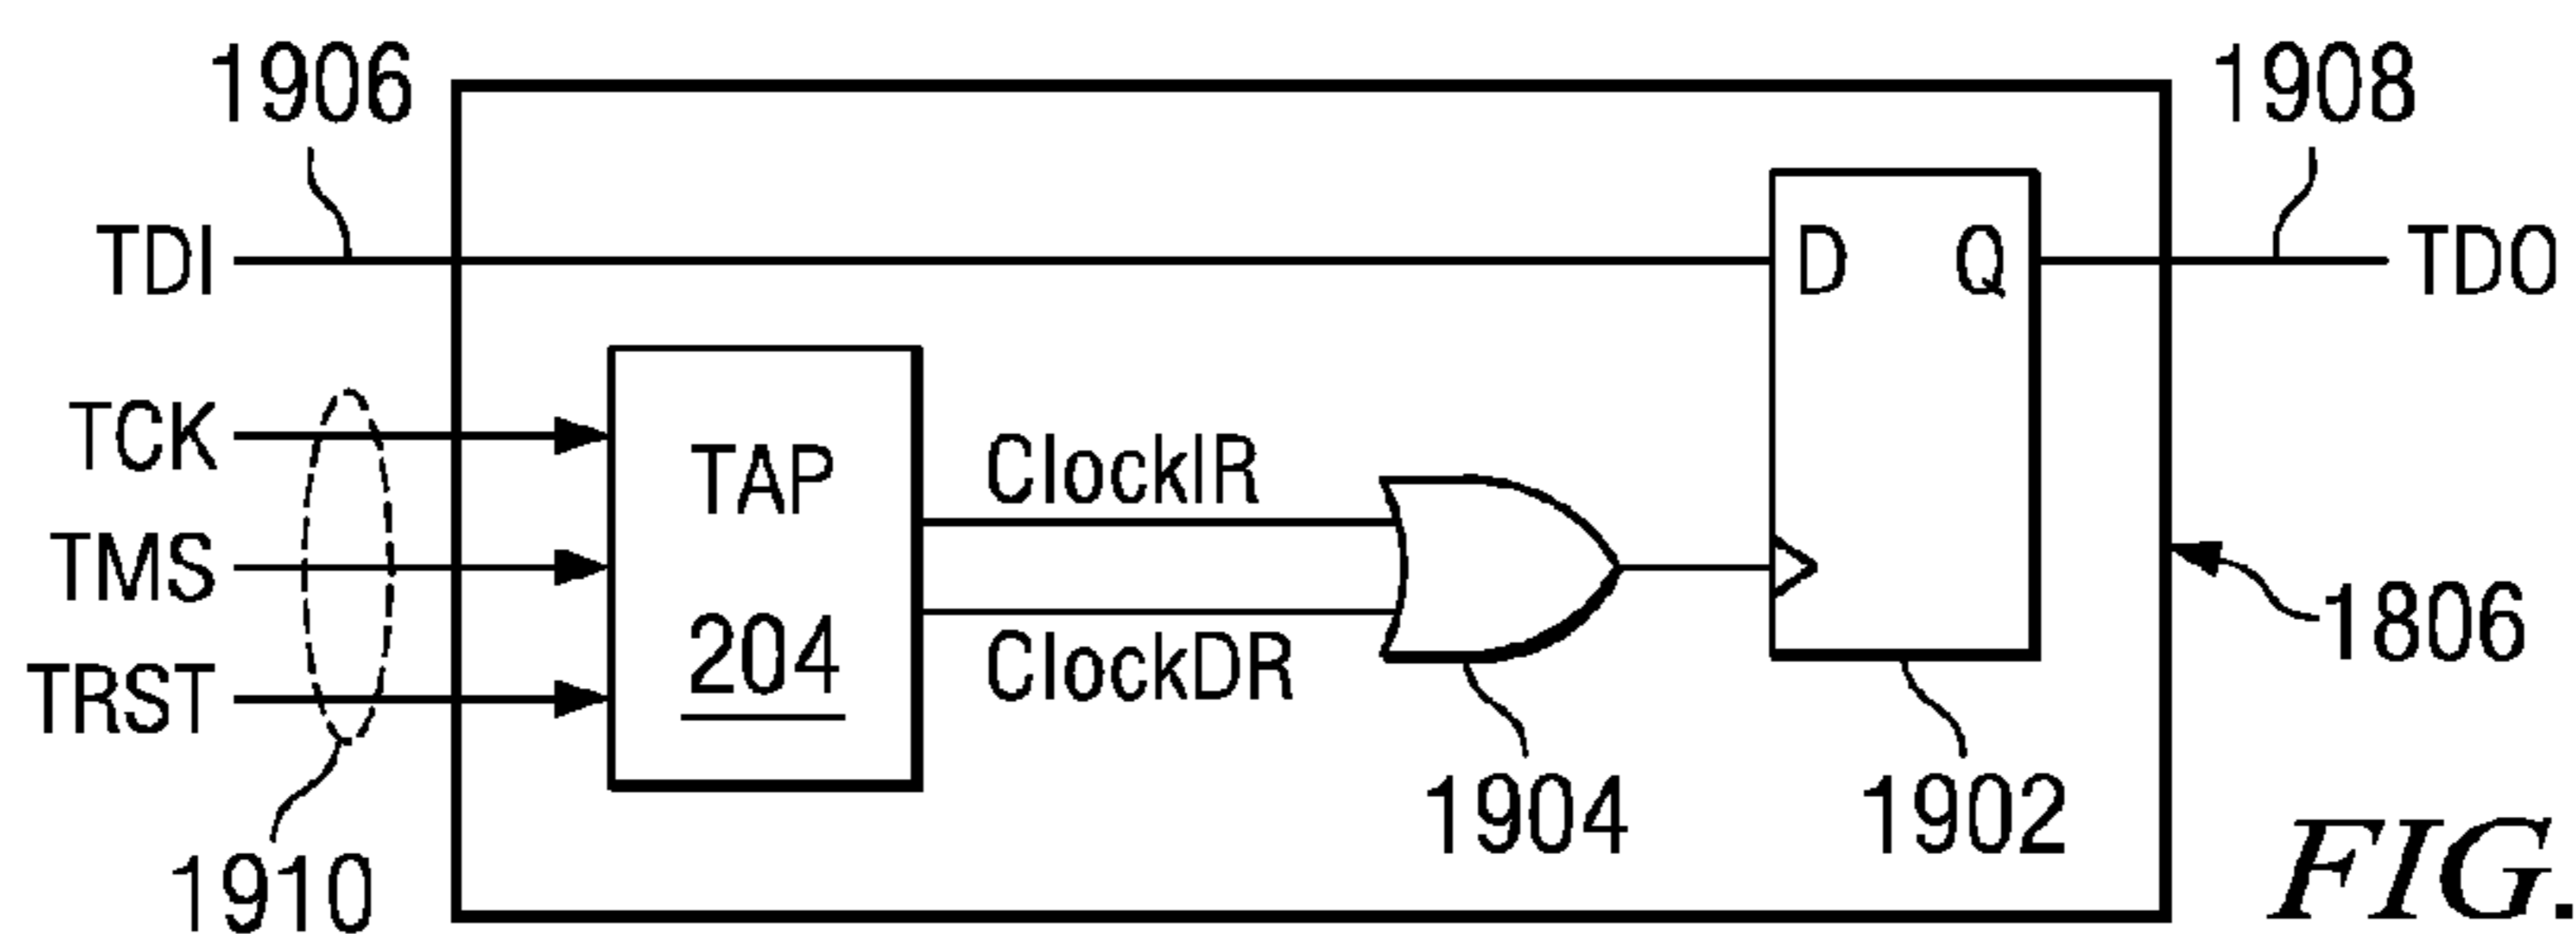 1906
1908
TDI
D
Q
TDO
TCK
TAP
ClockIR
TMS
204
ClockDR
TRST
1806
1904
1902
1910
FIG.